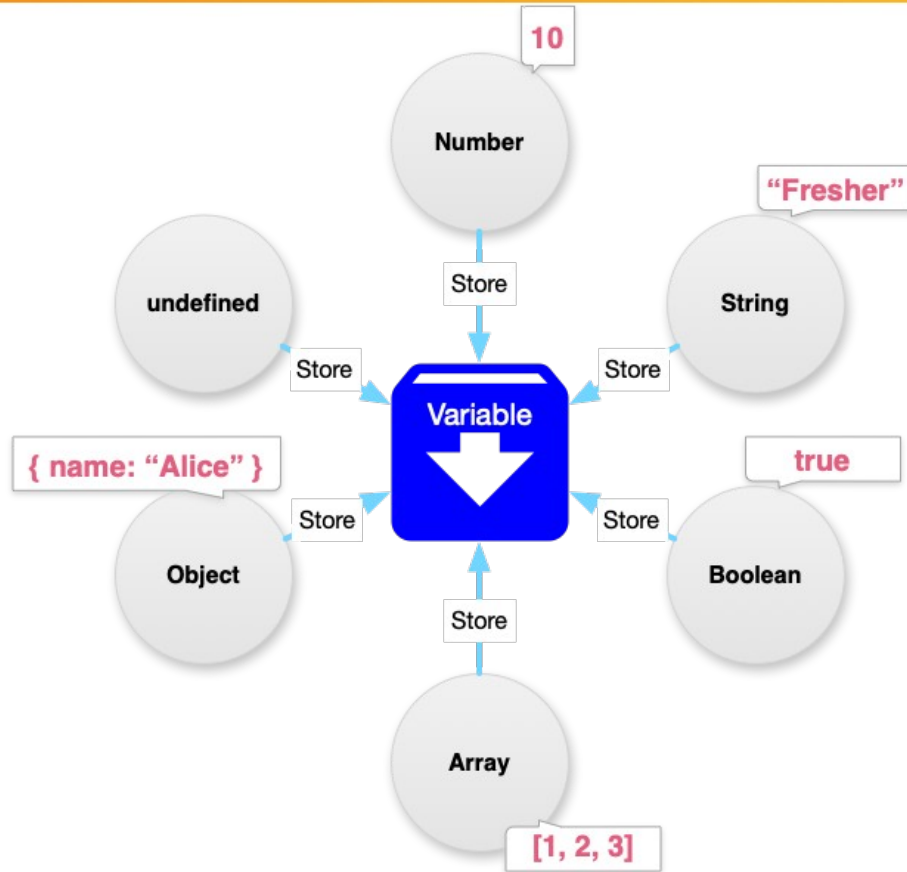 10
Number
“Fresher”
Store
undefined
String
Store
Store
Variable
{ name: “Alice” }
true
Store
Store
Object
Boolean
Store
Array
[1, 2, 3]